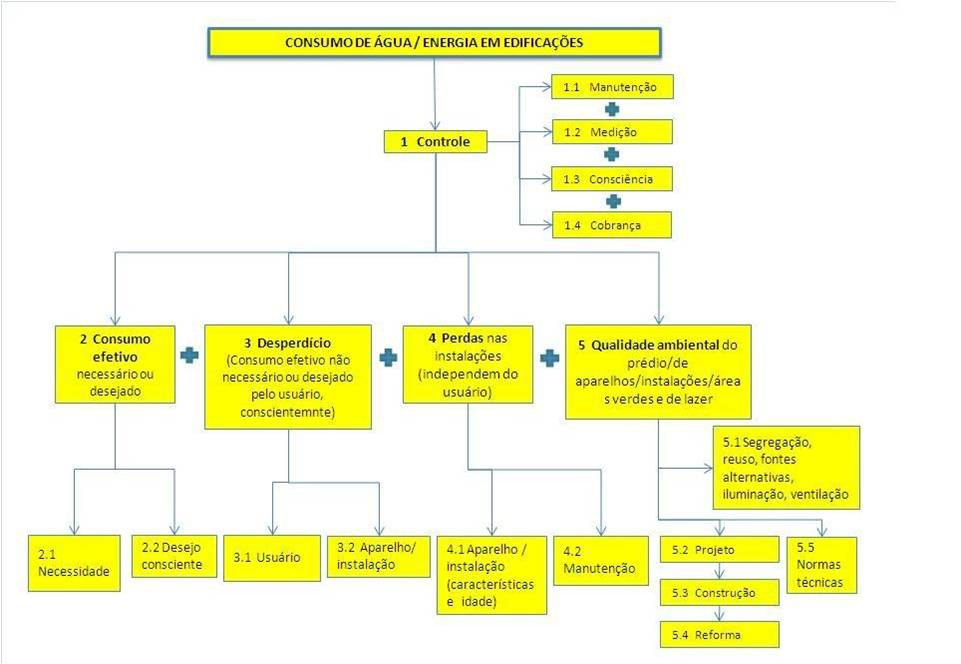 CONSUMO DE ÁGUA / ENERGIA EM EDIFICAÇÕES
1 Controle
1.1 Manutenção
1.2 Medição
1.3 Consciência
1.4 Cobrança
2 Consumo
efetivo
necessário ou
desejado
3 Desperdício
(Consumo efetivo não
necessário ou desejado
pelo usuário,
conscientemnte)
4 Perdas nas
instalações
(independem do
usuário)
5 Qualidade ambiental do
prédio/de
aparelhos/instalações/área
s verdes e de lazer
5.1 Segregação,
reuso, fontes
alternativas,
iluminação, ventilação
2.1
Necessidade
2.2 Desejo
consciente
3.1 Usuário
3.2 Aparelho/
instalação
4.1 Aparelho /
instalação
(características
e idade)
4.2
Manutenção
5.2 Projeto
5.3 Construção
5.4 Reforma
5.5
Normas
técnicas